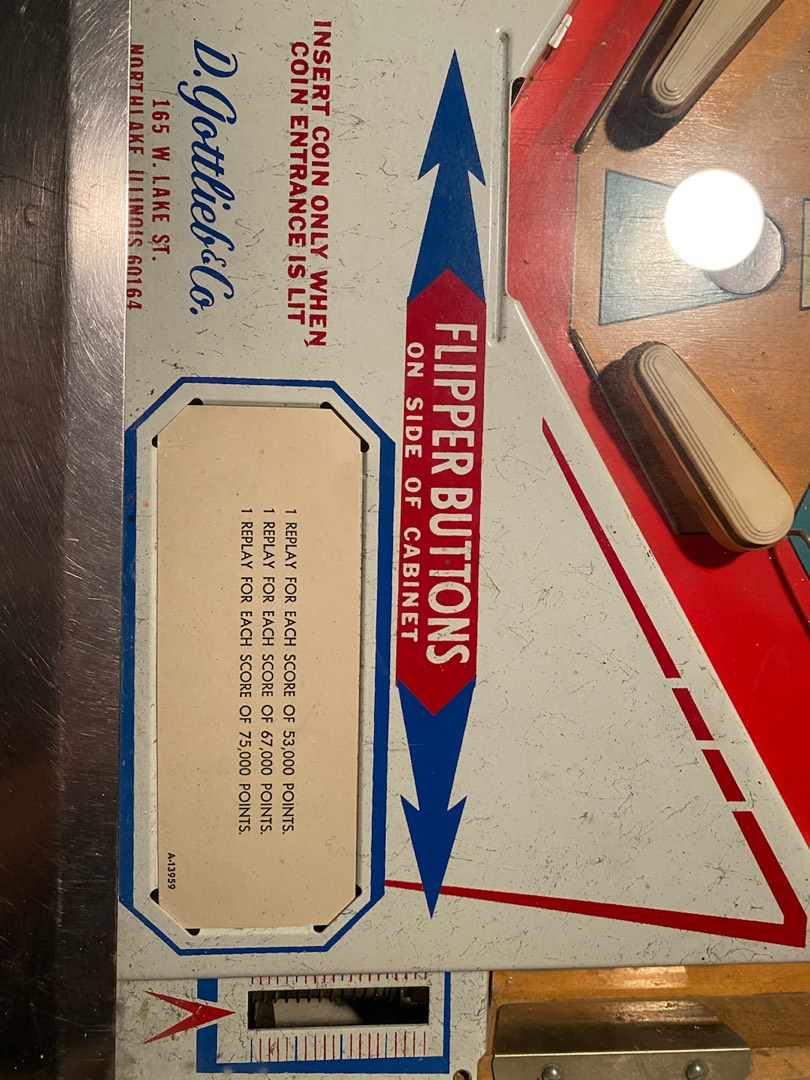 FLIPPER BUTTONS
ON SIDE OF CABINET
INSERT COIN ONLY WHEN
COIN ENTRANCE IS LIT
D. Gottlieb & Co.
165 W. LAKE ST.
NORTHLAKE, ILLINOIS 60164
1 REPLAY FOR EACH SCORE OF 53,000 POINTS.
1 REPLAY FOR EACH SCORE OF 67,000 POINTS.
1 REPLAY FOR EACH SCORE OF 75,000 POINTS.
A-13959